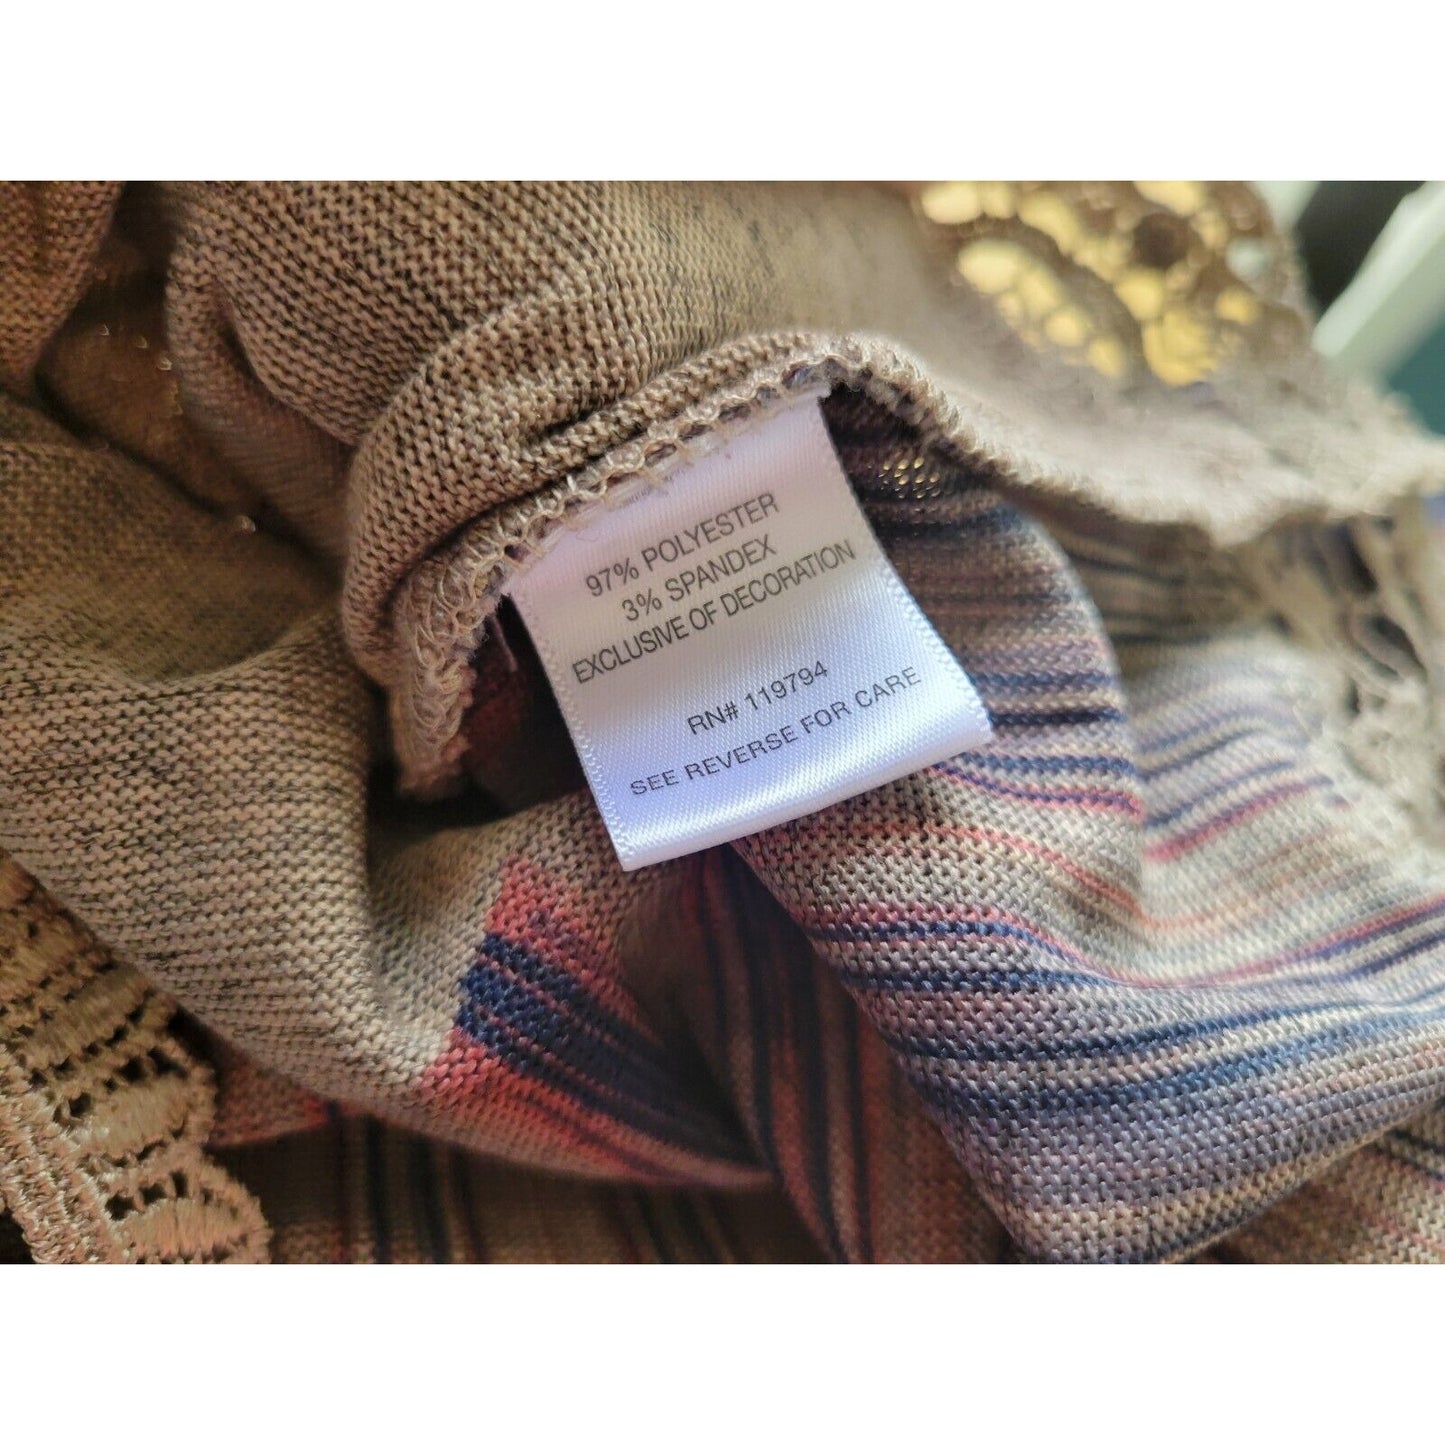 97% POLYESTER
3% SPANDEX
EXCLUSIVE OF DECORATION
RN# 119794
SEE REVERSE FOR CARE